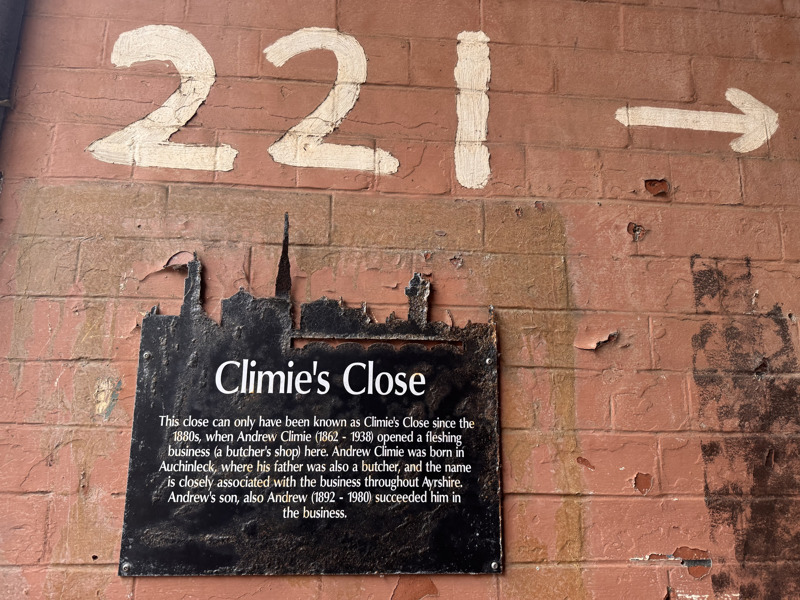 221 →
Climie's Close
This close can only have been known as Climie's Close since the
1880s, when Andrew Climie (1862 - 1938) opened a fleshing
business (a butcher's shop) here. Andrew Climie was born in
Auchinleck, where his father was also a butcher, and the name
is closely associated with the business throughout Ayrshire.
Andrew's son, also Andrew (1892 - 1980) succeeded him in
the business.